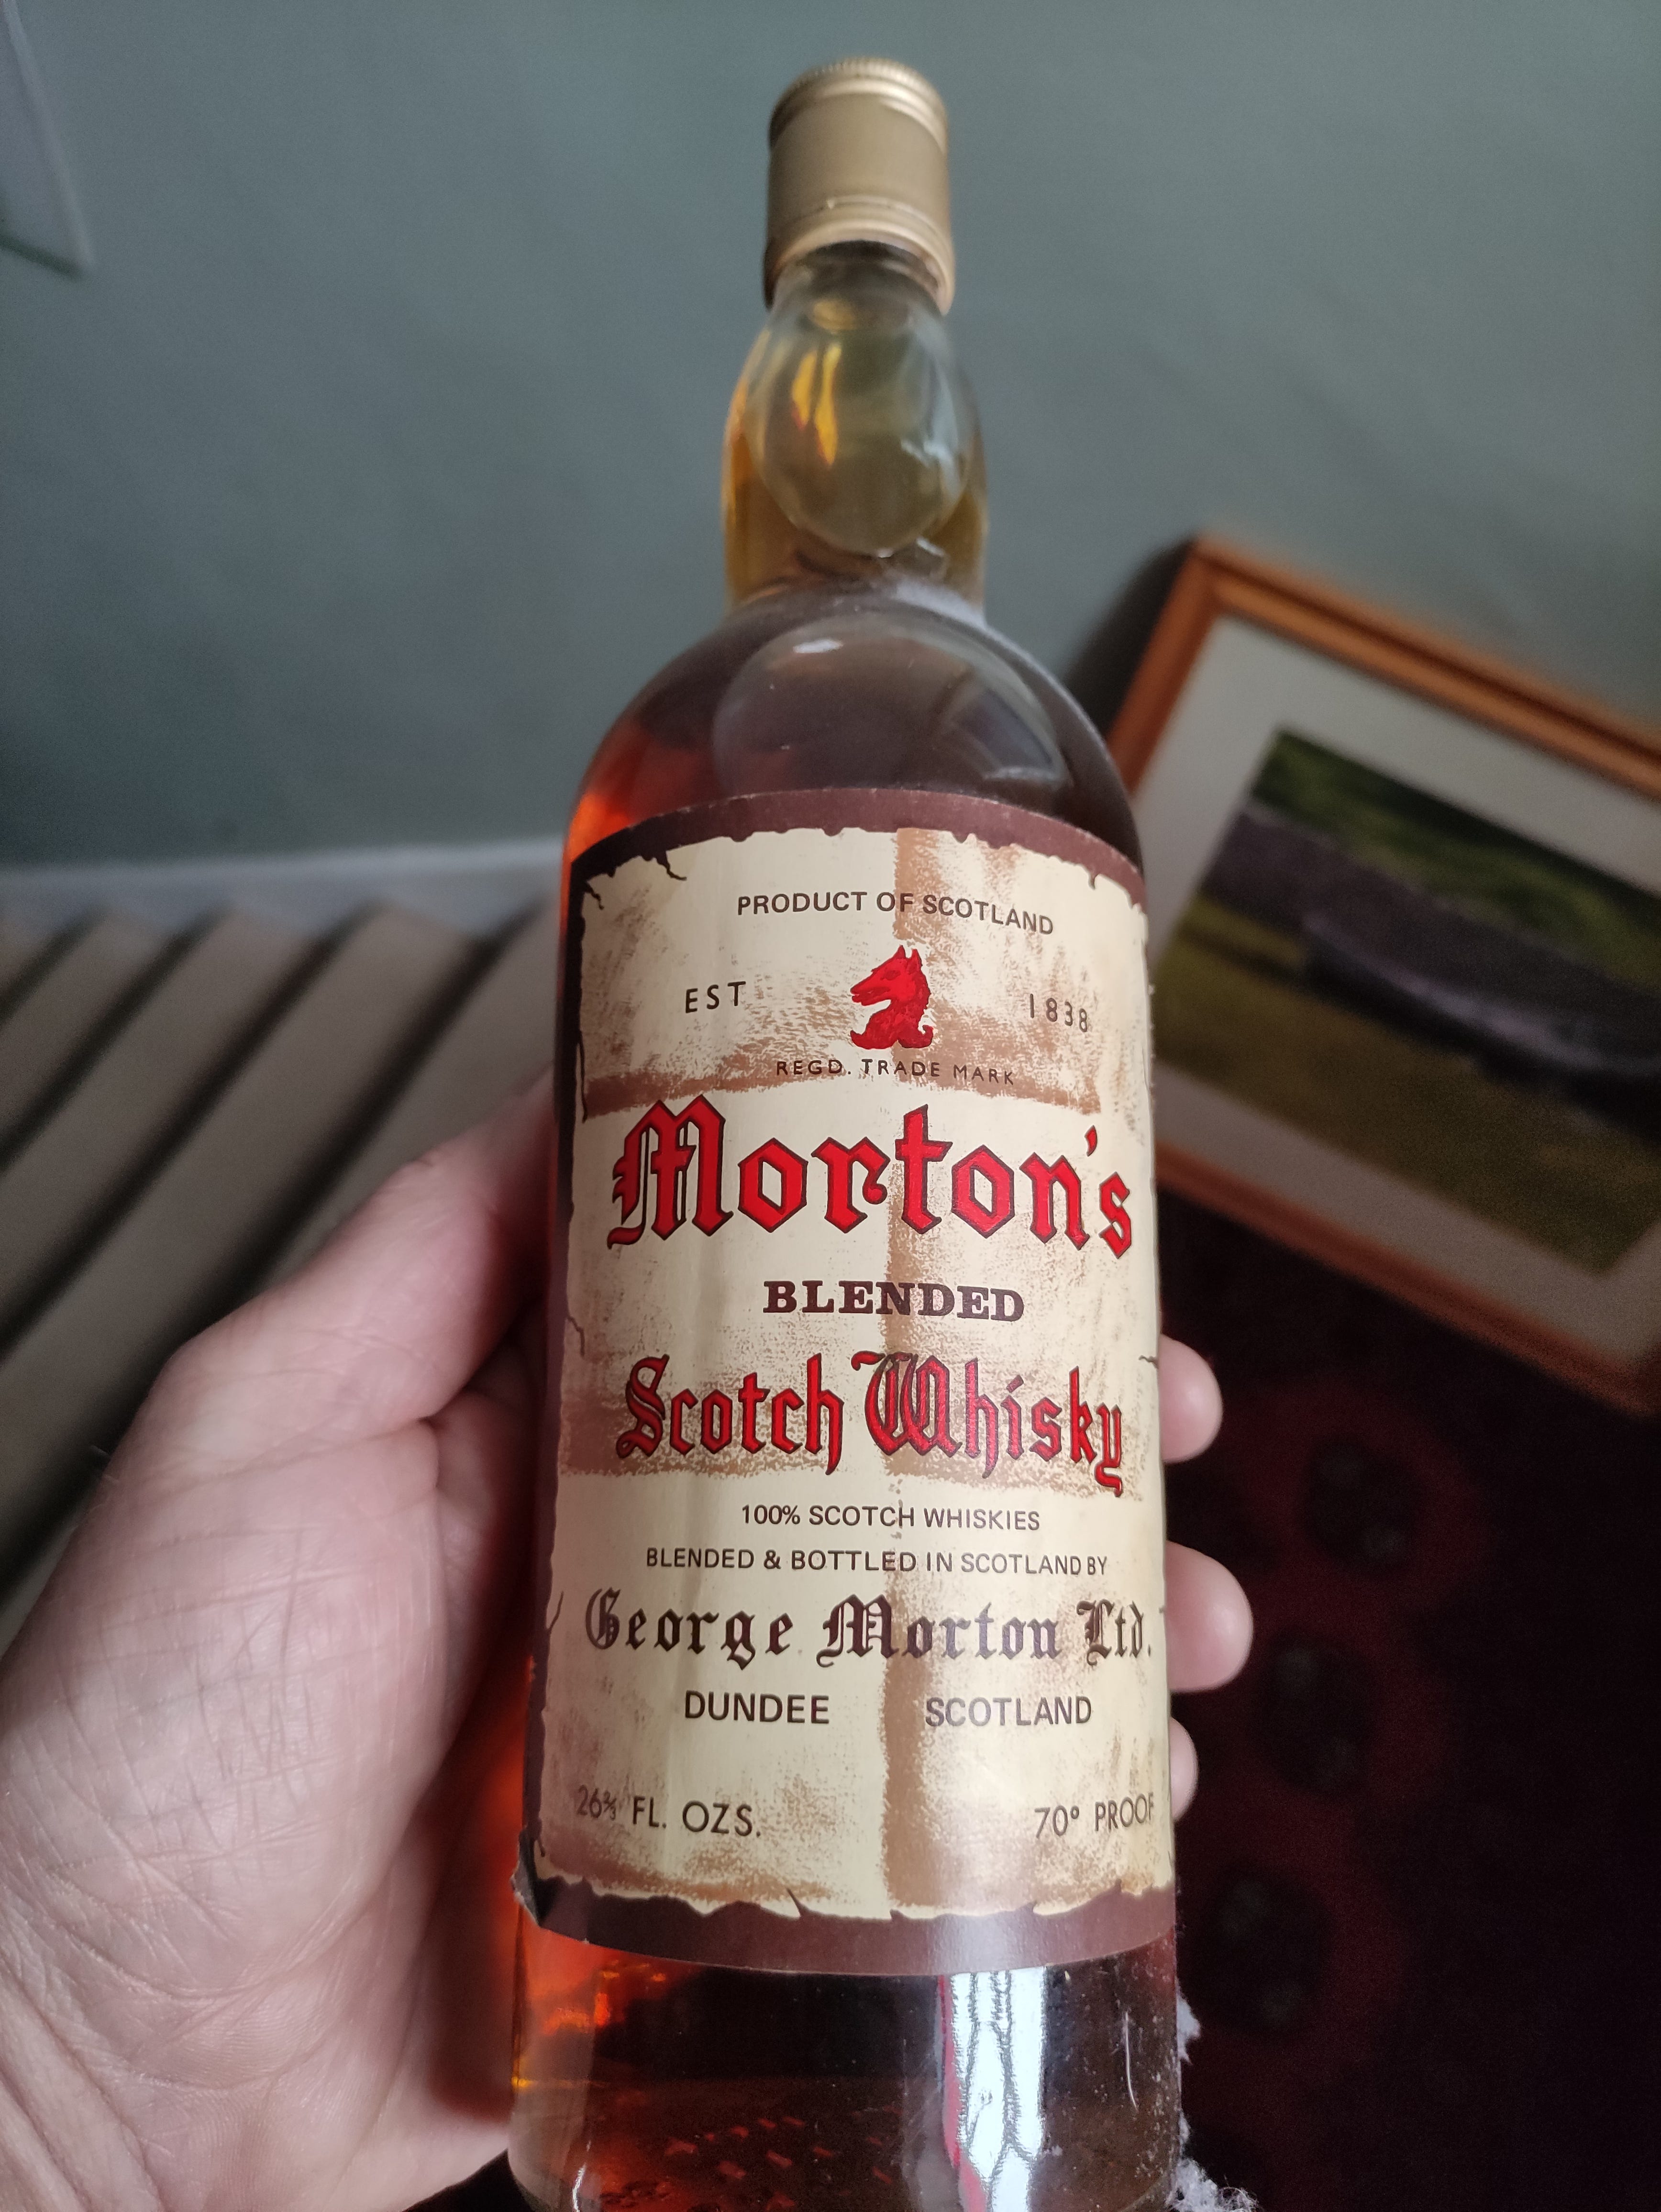 PRODUCT OF SCOTLAND
EST 1838
REGD. TRADE MARK
Morton's
BLENDED
Scotch Whisky
100% SCOTCH WHISKIES
BLENDED & BOTTLED IN SCOTLAND BY
George Morton Ltd.
DUNDEE SCOTLAND
26⅔ FL. OZS. 70° PROOF